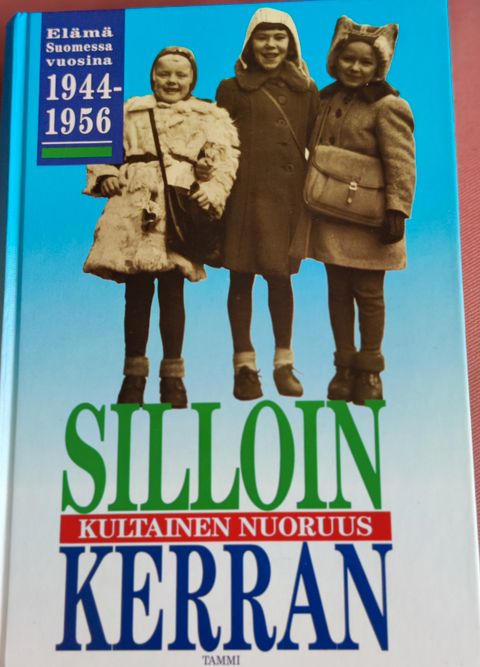 Elämä
Suomessa
vuosina
1944-
1956
SILLOIN
KULTAINEN NUORUUS
KERRAN
TAMMI